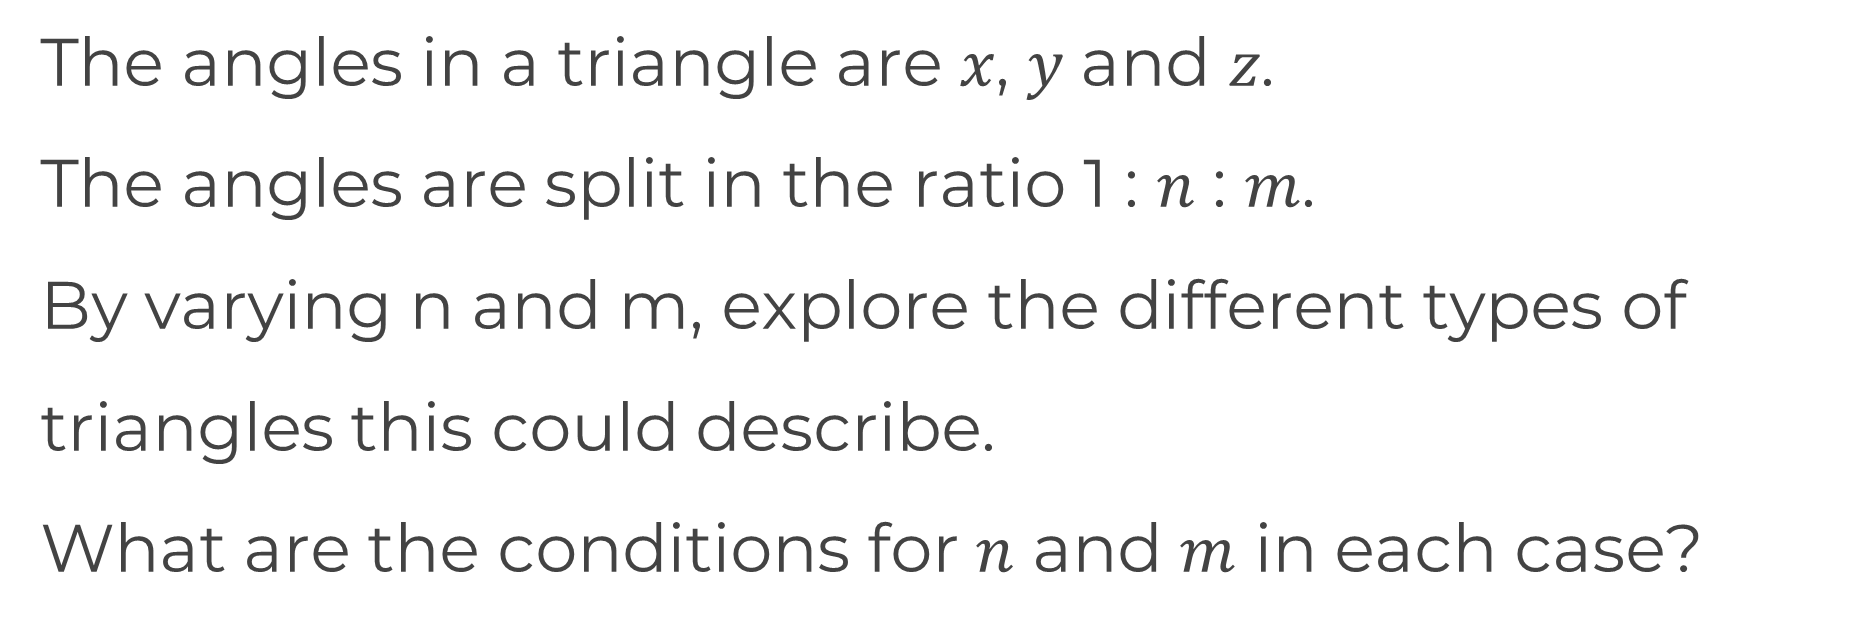 The angles in a triangle are x, y and z.
The angles are split in the ratio 1 : n : m.
By varying n and m, explore the different types of
triangles this could describe.
What are the conditions for n and m in each case?